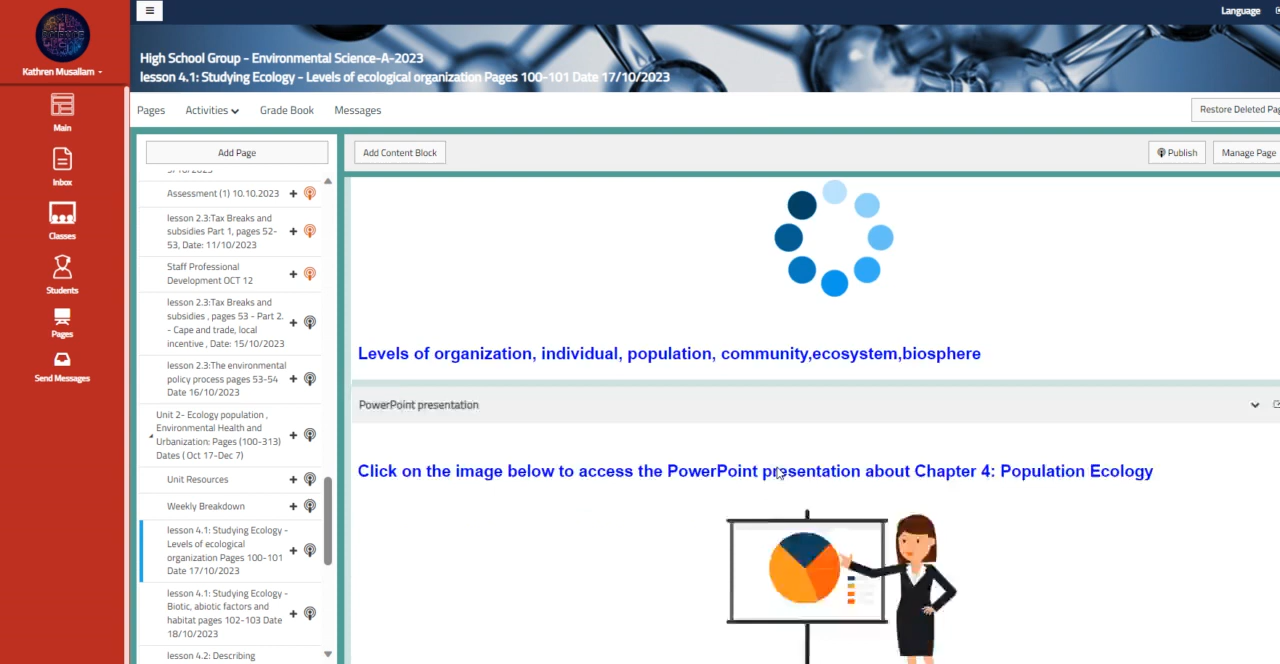 Language
High School Group - Environmental Science-A-2023
lesson 4.1: Studying Ecology - Levels of ecological organization Pages 100-101 Date 17/10/2023
Kathren Musallam
Main
Inbox
Classes
Students
Pages
Send Messages
Pages Activities Grade Book Messages
Restore Deleted Pag
Add Page
Add Content Block
Publish
Manage Page
Assessment (1) 10.10.2023
lesson 2.3:Tax Breaks and
subsidies Part 1, pages 52-
53, Date: 11/10/2023
Staff Professional
Development OCT 12
lesson 2.3:Tax Breaks and
subsidies , pages 53 - Part 2.
- Cape and trade, local
incentive , Date: 15/10/2023
lesson 2.3:The environmental
policy process pages 53-54
Date 16/10/2023
Unit 2- Ecology population ,
Environmental Health and
Urbanization: Pages (100-313)
Dates ( Oct 17-Dec 7)
Unit Resources
Weekly Breakdown
lesson 4.1: Studying Ecology -
Levels of ecological
organization Pages 100-101
Date 17/10/2023
lesson 4.1: Studying Ecology -
Biotic, abiotic factors and
habitat pages 102-103 Date
18/10/2023
lesson 4.2: Describing
Levels of organization, individual, population, community,ecosystem,biosphere
PowerPoint presentation
Click on the image below to access the PowerPoint presentation about Chapter 4: Population Ecology